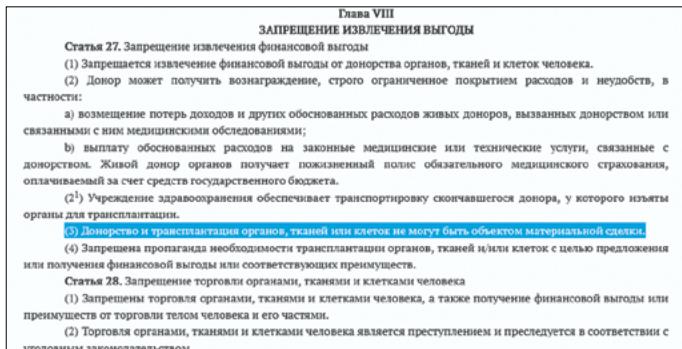 Глава VIII
ЗАПРЕЩЕНИЕ ИЗВЛЕЧЕНИЯ ВЫГОДЫ
Статья 27. Запрещение извлечения финансовой выгоды
(1) Запрещается извлечение финансовой выгоды от донорства органов, тканей и клеток человека.
(2) Донор может получить вознаграждение, строго ограниченное покрытием расходов и неудобств, в
частности:
a) возмещение потерь доходов и других обоснованных расходов живых доноров, вызванных донорством или
связанными с ним медицинскими обследованиями;
b) выплату обоснованных расходов на законные медицинские или технические услуги, связанные с
донорством. Живой донор органов получает пожизненный полис обязательного медицинского страхования,
оплачиваемый за счет средств государственного бюджета.
(2¹) Учреждение здравоохранения обеспечивает транспортировку скончавшегося донора, у которого изъяты
органы для трансплантации.
(3) Донорство и трансплантация органов, тканей или клеток не могут быть объектом материальной сделки.
(4) Запрещена пропаганда необходимости трансплантации органов, тканей и/или клеток с целью предложения
или получения финансовой выгоды или соответствующих преимуществ.
Статья 28. Запрещение торговли органами, тканями и клетками человека
(1) Запрещены торговля органами, тканями и клетками человека, а также получение финансовой выгоды или
преимуществ от торговли телом человека и его частями.
(2) Торговля органами, тканями и клетками человека является преступлением и преследуется в соответствии с
уголовным законодательством.